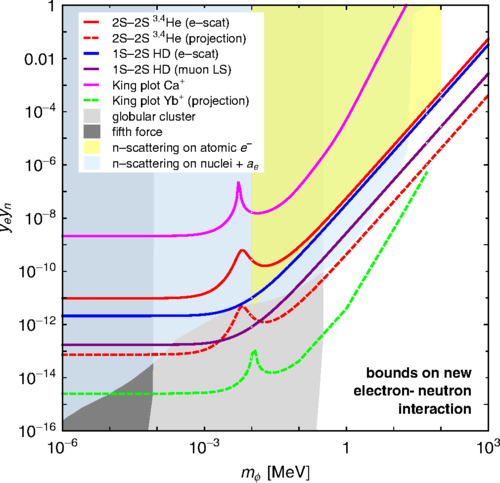 1
10⁻²
10⁻⁴
10⁻⁶
10⁻⁸
10⁻¹⁰
10⁻¹²
10⁻¹⁴
10⁻¹⁶
yₑyₙ
2S−2S ³,⁴He (e−scat)
2S−2S ³,⁴He (projection)
1S−2S HD (e−scat)
1S−2S HD (muon LS)
King plot Ca⁺
King plot Yb⁺ (projection)
globular cluster
fifth force
n−scattering on atomic e⁻
n−scattering on nuclei + aₑ
bounds on new
electron- neutron
interaction
10⁻⁶ 10⁻³ 1 10³
m𝜙 [MeV]